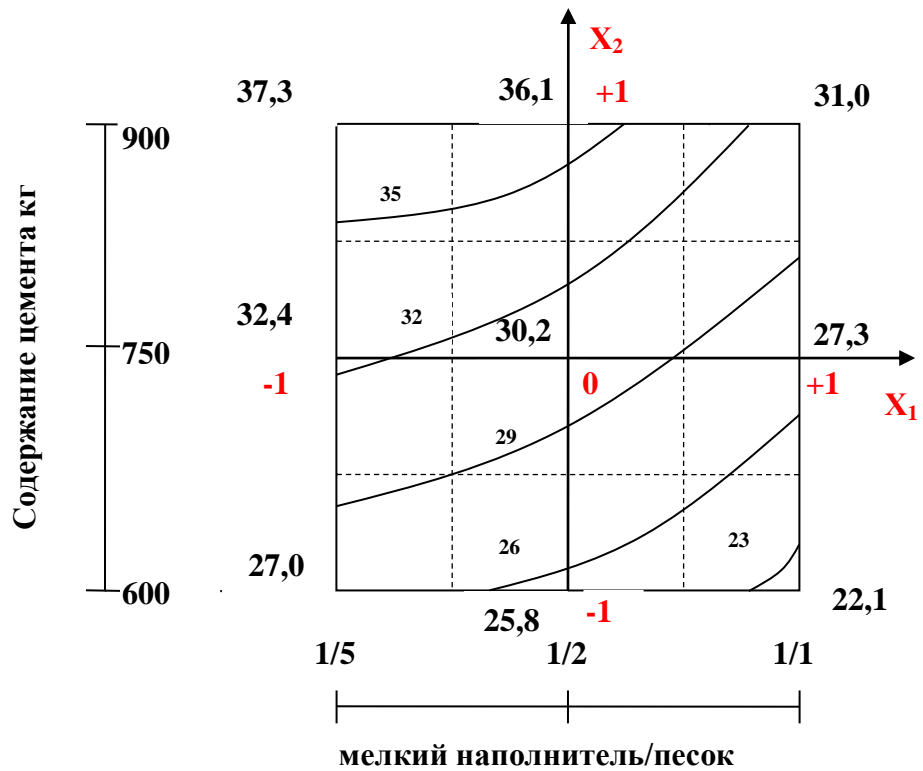 X2
37,3 36,1 +1 31,0
900
35
32,4 32 30,2 27,3
750
-1 0 +1
X1
29
26 23
27,0
600
25,8 -1 22,1
1/5 1/2 1/1
мелкий наполнитель/песок
Содержание цемента кг